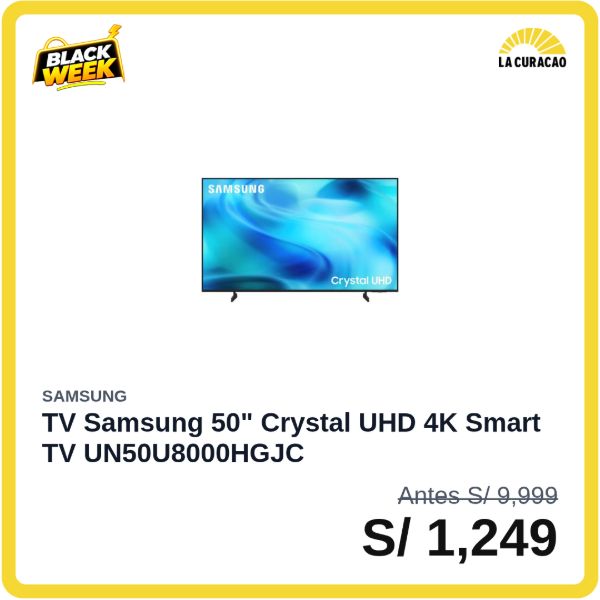 BLACK
WEEK
LA CURACAO
SAMSUNG
Crystal UHD
SAMSUNG
TV Samsung 50" Crystal UHD 4K Smart
TV UN50U8000HGJC
Antes S/ 9,999
S/ 1,249